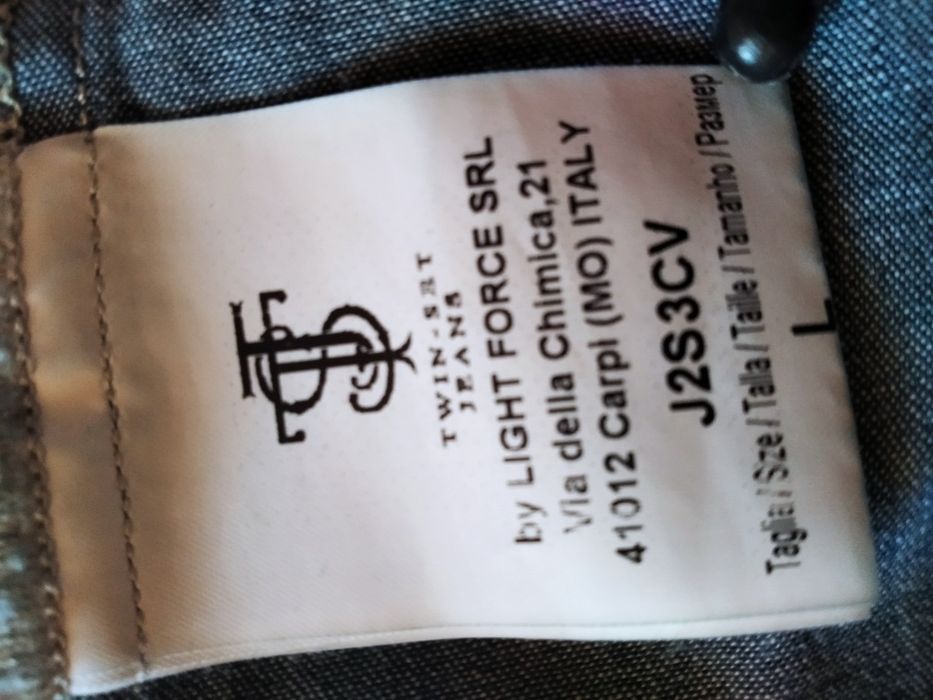 TWIN-SET
JEANS
by LIGHT FORCE SRL
Via della Chimica,21
41012 Carpi (MO) ITALY
J2S3CV
Taglia / Size / Talla / Taille / Tamanho / Размер
L